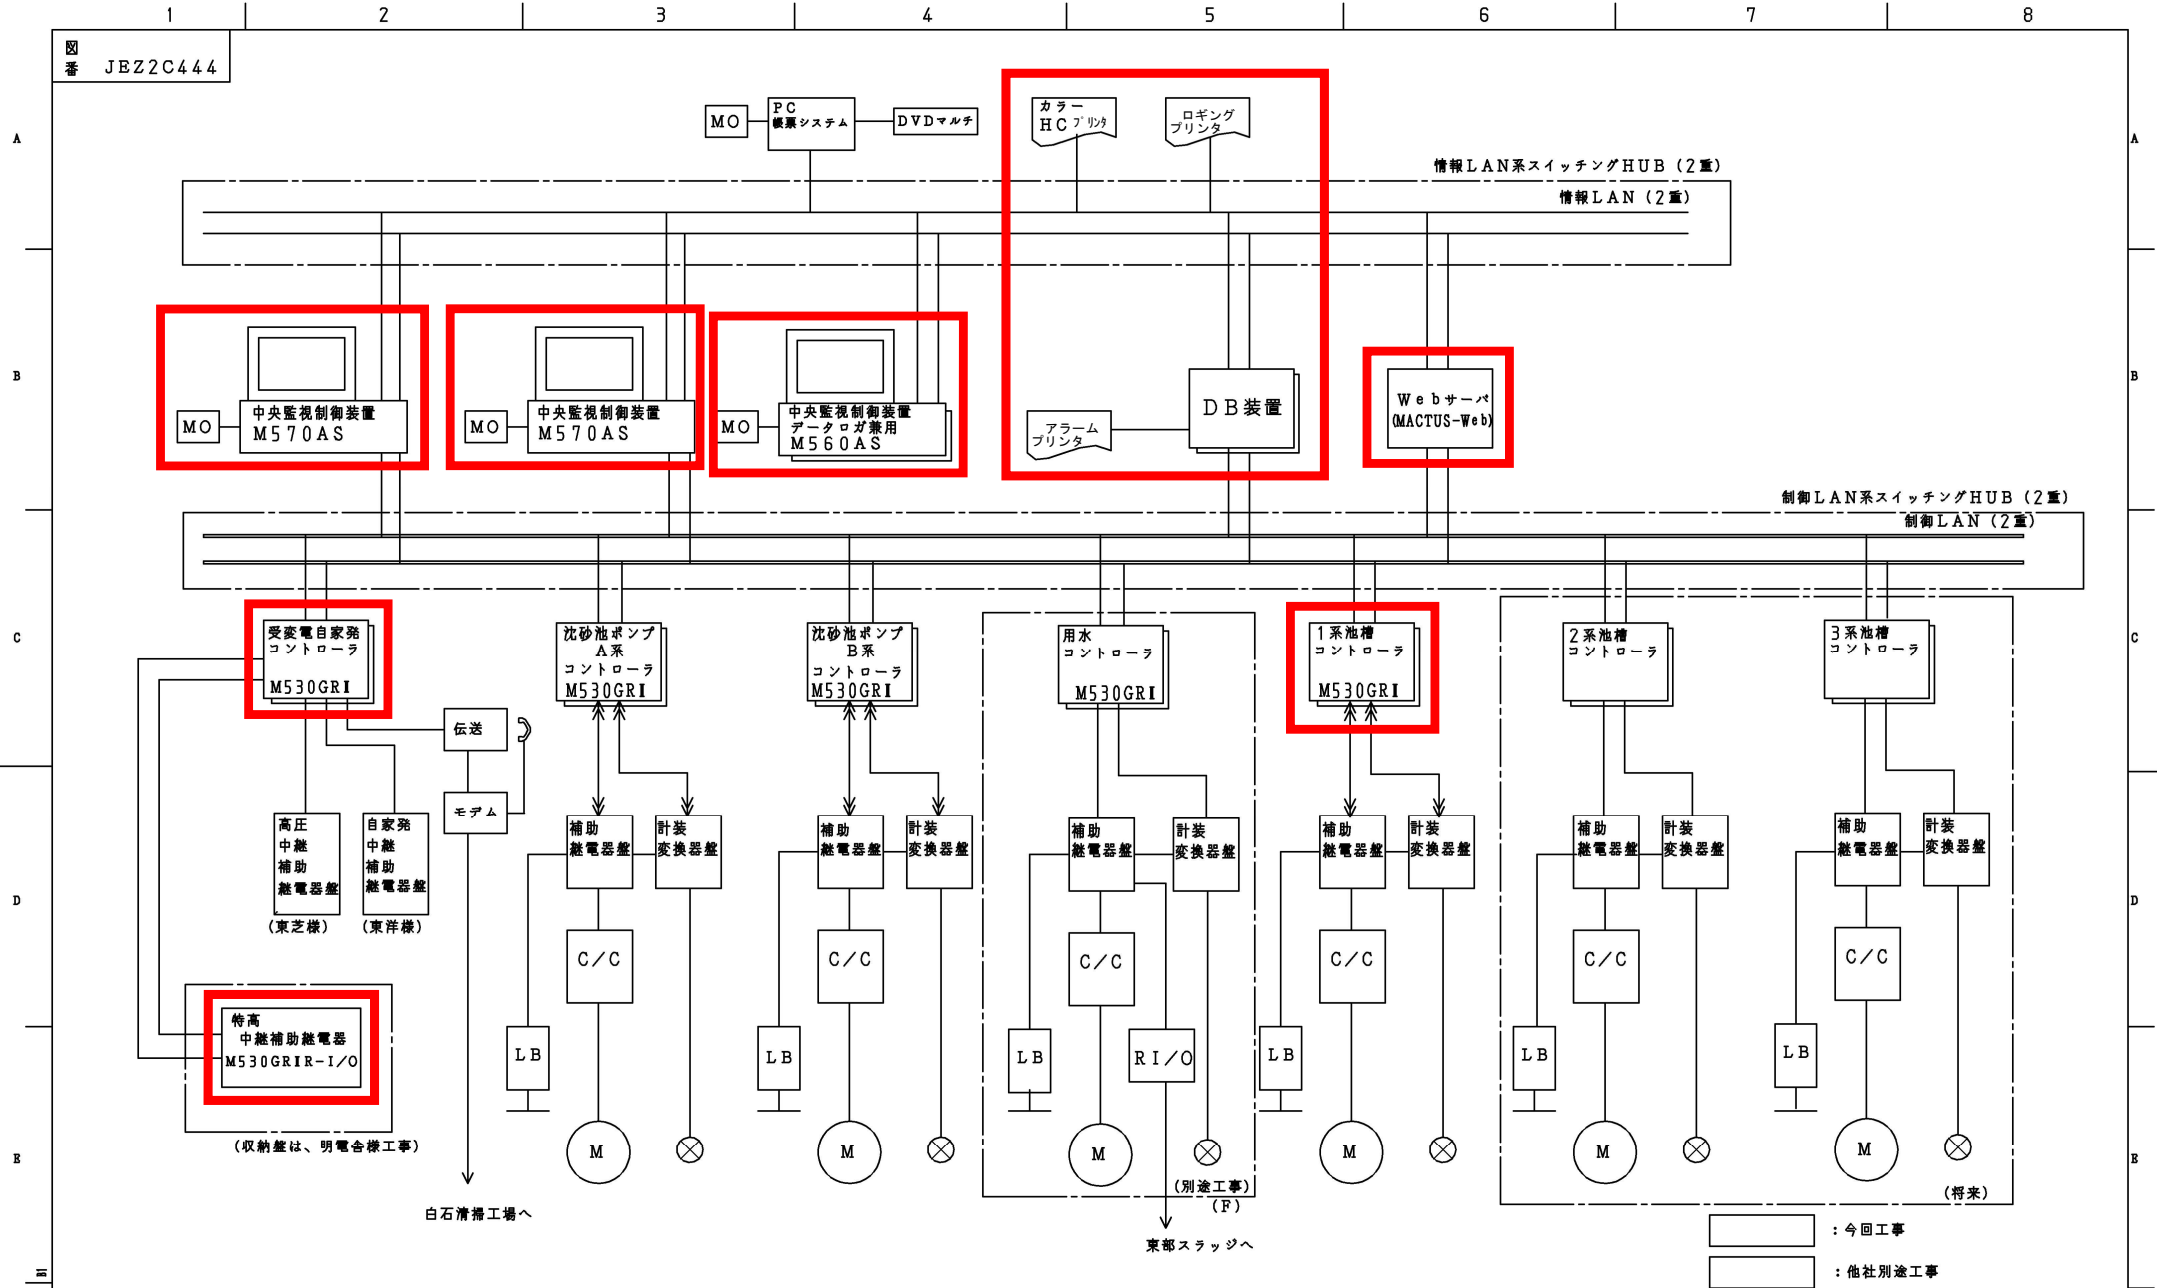 1 2 3 4 5 6 7 8
図番 JEZ2C444
A
A
MO
PC
帳票システム
DVDマルチ
カラー
HCプリンタ
ロギング
プリンタ
情報LAN系スイッチングHUB（2重）
情報LAN（2重）
B
B
MO
中央監視制御装置
M570AS
MO
中央監視制御装置
M570AS
MO
中央監視制御装置
データロガ兼用
M560AS
アラーム
プリンタ
DB装置
Webサーバ
(MACTUS-Web)
制御LAN系スイッチングHUB（2重）
制御LAN（2重）
C
C
受変電自家発
コントローラ
M530GRⅡ
沈砂池ポンプ
A系
コントローラ
M530GRⅡ
沈砂池ポンプ
B系
コントローラ
M530GRⅡ
用水
コントローラ
M530GRⅡ
1系池槽
コントローラ
M530GRⅡ
2系池槽
コントローラ
3系池槽
コントローラ
伝送
モデム
高圧
中継
補助
継電器盤
(東芝様)
自家発
中継
補助
継電器盤
(東洋様)
補助
継電器盤
計装
変換器盤
補助
継電器盤
計装
変換器盤
補助
継電器盤
計装
変換器盤
補助
継電器盤
計装
変換器盤
補助
継電器盤
計装
変換器盤
補助
継電器盤
計装
変換器盤
D
D
C/C
C/C
C/C
C/C
C/C
C/C
特高
中継補助継電器
M530GRⅡR-I/O
(収納盤は、明電舎様工事)
LB
LB
LB
RI/O
LB
LB
LB
E
E
M
M
M
M
M
M
(別途工事)
(F)
(将来)
白石清掃工場へ
東部スラッジへ
：今回工事
：他社別途工事